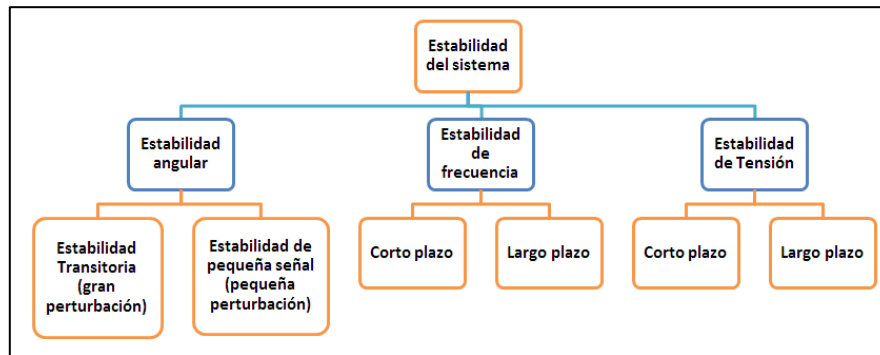 Estabilidad
del sistema
Estabilidad
angular
Estabilidad
de
frecuencia
Estabilidad
de Tensión
Estabilidad
Transitoria
(gran
perturbación)
Estabilidad de
pequeña señal
(pequeña
perturbación)
Corto plazo
Largo plazo
Corto plazo
Largo plazo